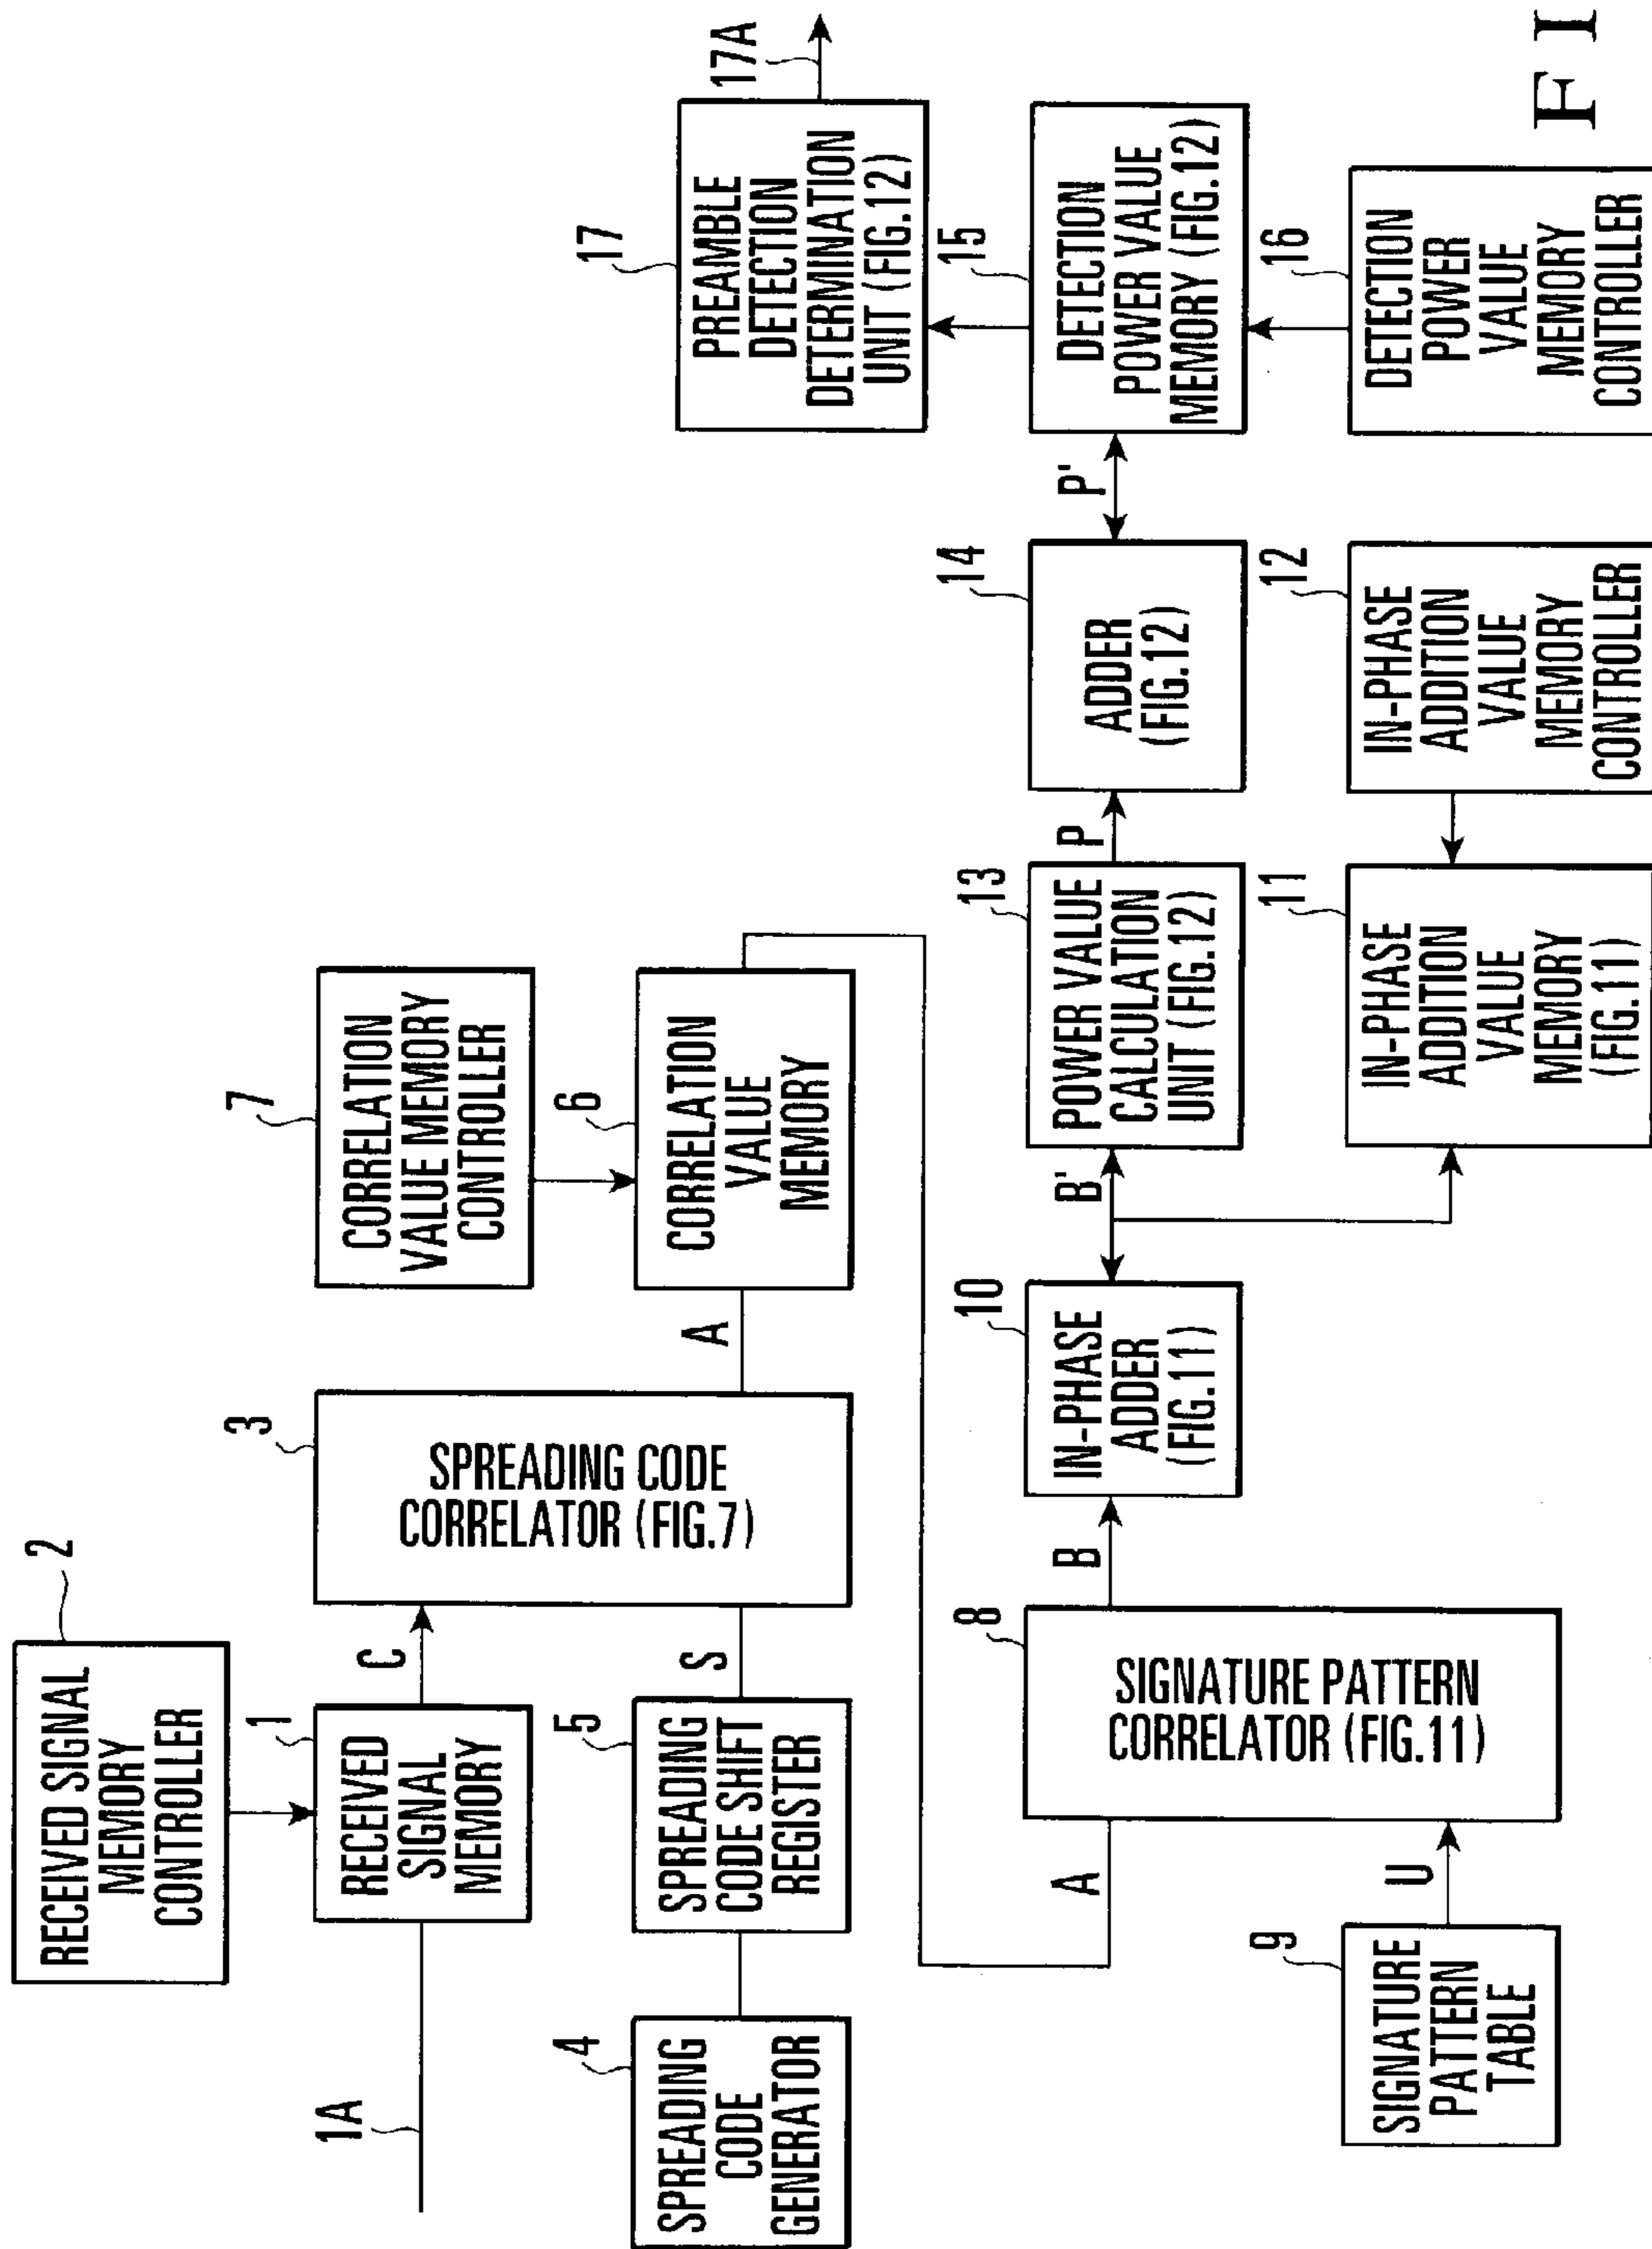 2
RECEIVED SIGNAL
MEMORY
CONTROLLER
1A
1
RECEIVED
SIGNAL
MEMORY
C
4
SPREADING
CODE
GENERATOR
5
SPREADING
CODE SHIFT
REGISTER
S
3
SPREADING CODE
CORRELATOR (FIG.7)
A
7
CORRELATION
VALUE MEMORY
CONTROLLER
6
CORRELATION
VALUE
MEMORY
A
9
SIGNATURE
PATTERN
TABLE
U
8
SIGNATURE PATTERN
CORRELATOR (FIG.11)
B
10
IN-PHASE
ADDER
(FIG.11)
B'
13
POWER VALUE
CALCULATION
UNIT (FIG.12)
P
11
IN-PHASE
ADDITION
VALUE
MEMORY
(FIG.11)
12
IN-PHASE
ADDITION
VALUE
MEMORY
CONTROLLER
14
ADDER
(FIG.12)
P'
17
PREAMBLE
DETECTION
DETERMINATION
UNIT (FIG.12)
17A
15
DETECTION
POWER VALUE
MEMORY (FIG.12)
16
DETECTION
POWER
VALUE
MEMORY
CONTROLLER
F I